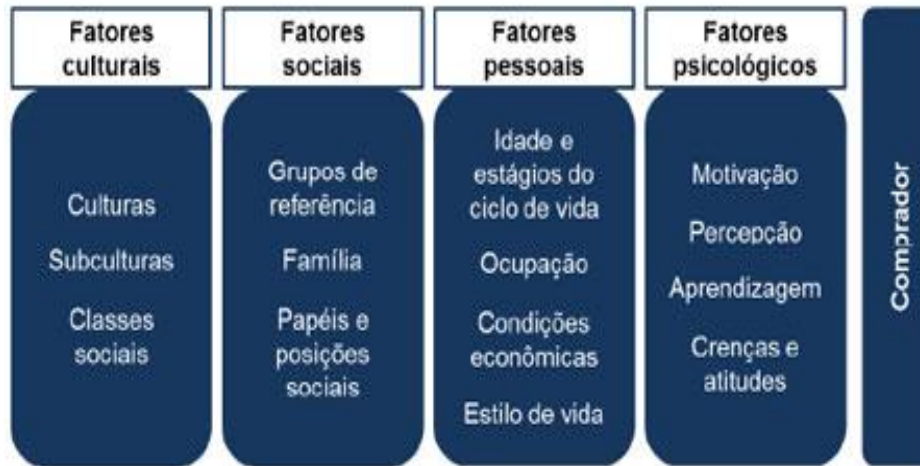 Fatores
culturais
Culturas
Subculturas
Classes
sociais
Fatores
sociais
Grupos de
referência
Família
Papéis e
posições
sociais
Fatores
pessoais
Idade e
estágios do
ciclo de vida
Ocupação
Condições
econômicas
Estilo de vida
Fatores
psicológicos
Motivação
Percepção
Aprendizagem
Crenças e
atitudes
Comprador